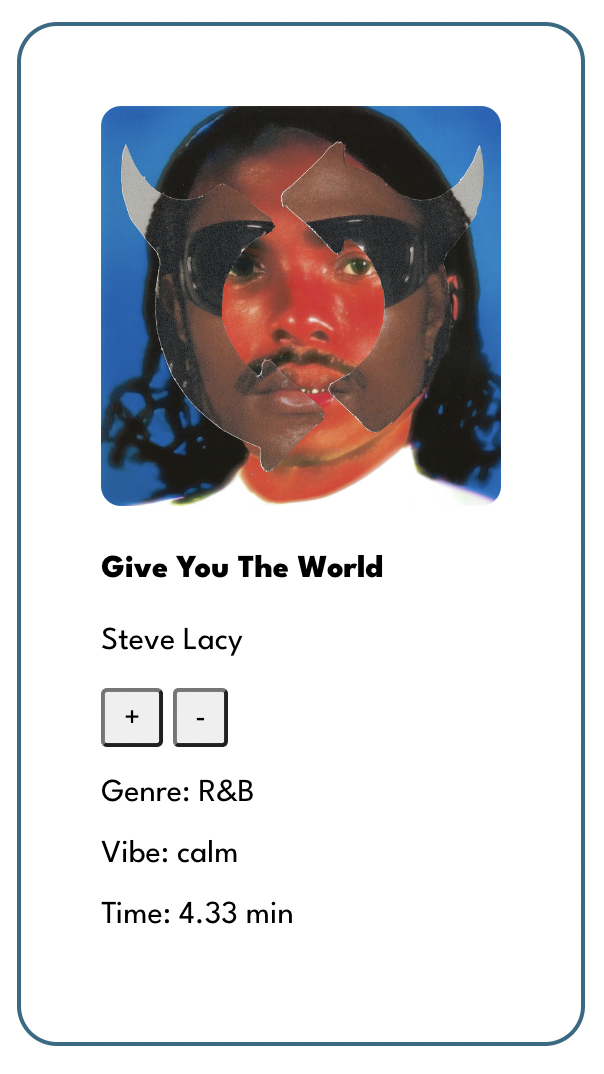 Give You The World
Steve Lacy
+ -
Genre: R&B
Vibe: calm
Time: 4.33 min